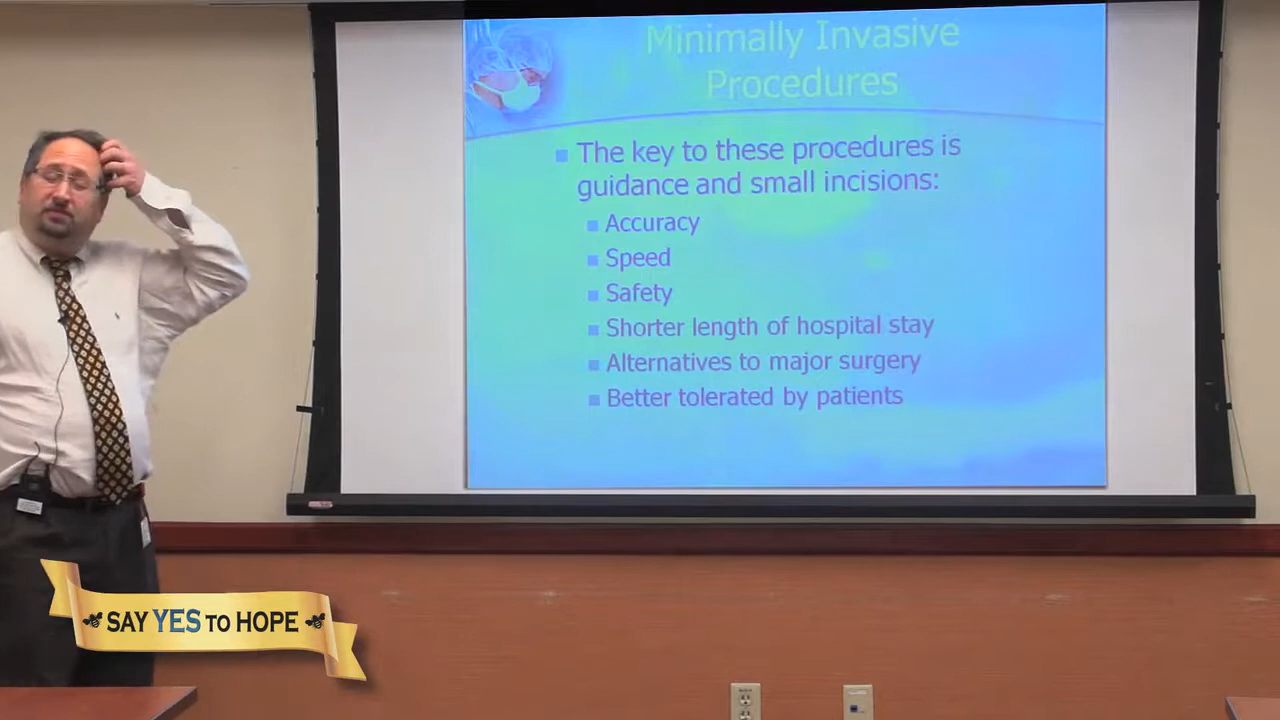 Minimally Invasive
Procedures
The key to these procedures is
guidance and small incisions:
Accuracy
Speed
Safety
Shorter length of hospital stay
Alternatives to major surgery
Better tolerated by patients
SAY YES TO HOPE